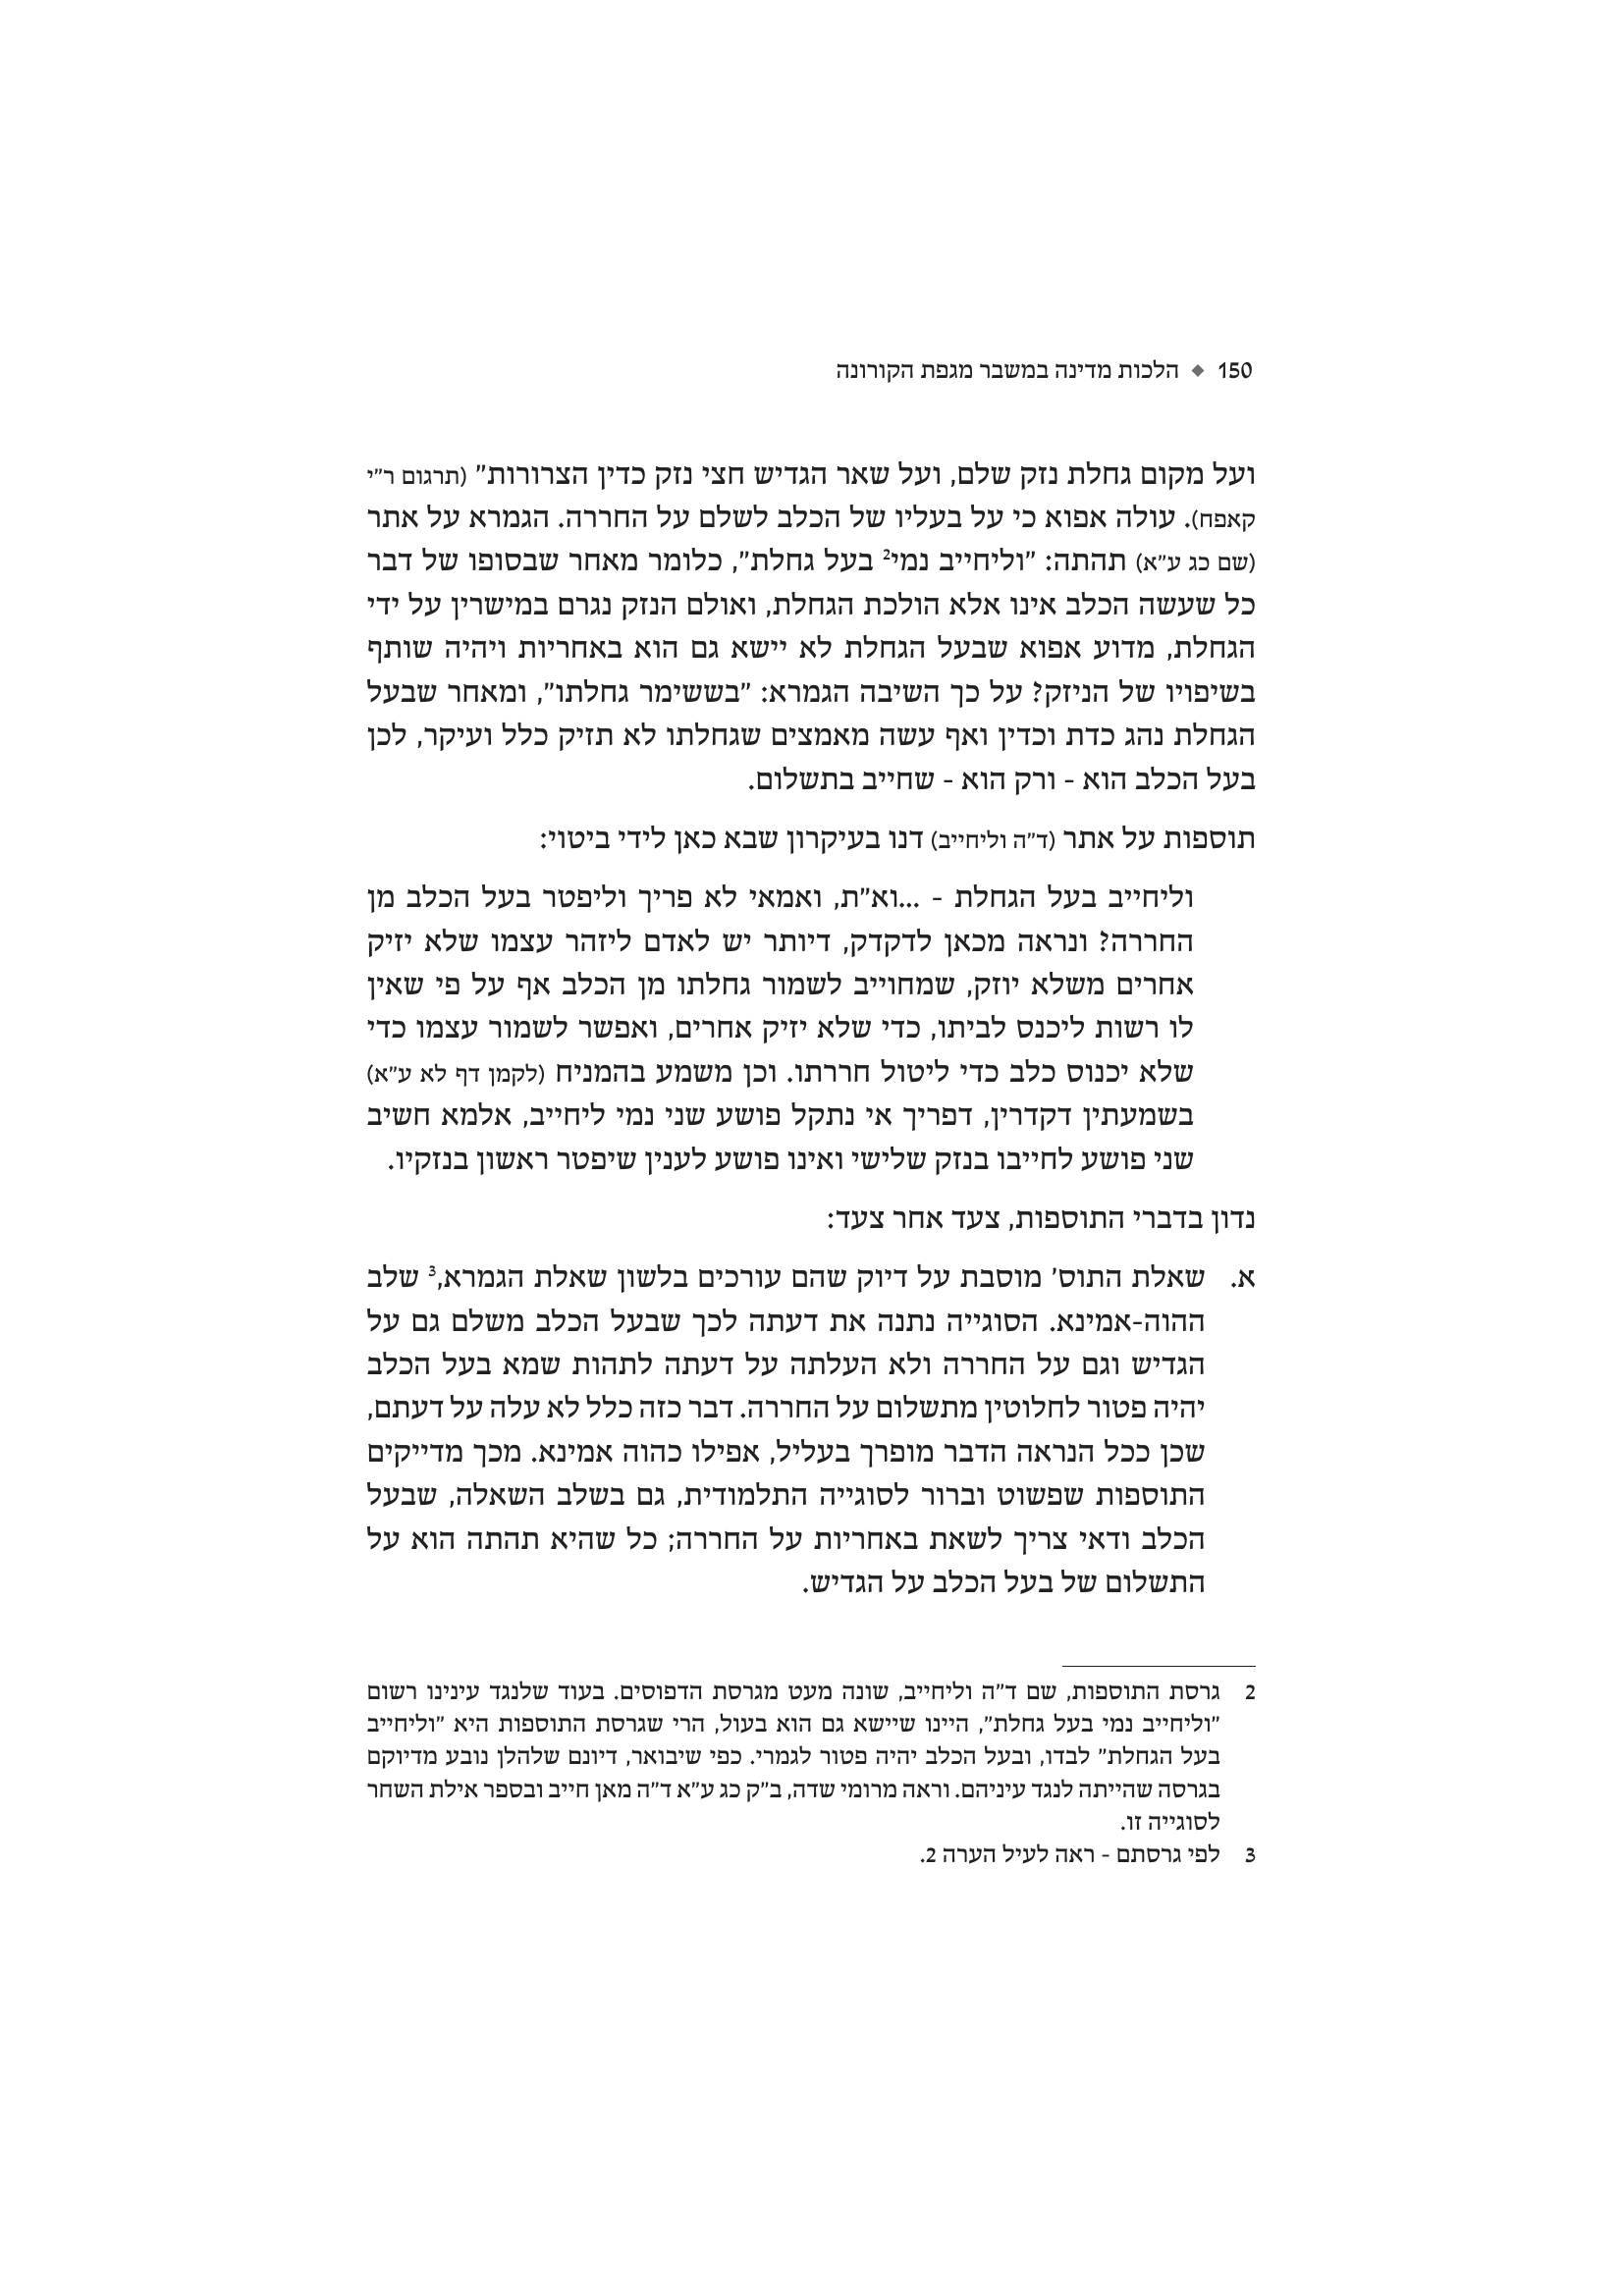 150 ◆ הלכות מדינה במשבר מגפת הקורונה
ועל מקום גחלת נזק שלם, ועל שאר הגדיש חצי נזק כדין הצרורות" (תרגום ר"י
קאפח). עולה אפוא כי על בעליו של הכלב לשלם על החררה. הגמרא על אתר
(שם כג ע"א) תהתה: "וליחייב נמי² בעל גחלת", כלומר מאחר שבסופו של דבר
כל שעשה הכלב אינו אלא הולכת הגחלת, ואולם הנזק נגרם במישרין על ידי
הגחלת, מדוע אפוא שבעל הגחלת לא יישא גם הוא באחריות ויהיה שותף
בשיפויו של הניזק? על כך השיבה הגמרא: "בששימר גחלתו", ומאחר שבעל
הגחלת נהג כדת וכדין ואף עשה מאמצים שגחלתו לא תזיק כלל ועיקר, לכן
בעל הכלב הוא - ורק הוא - שחייב בתשלום.
תוספות על אתר (ד"ה וליחייב) דנו בעיקרון שבא כאן לידי ביטוי:
וליחייב בעל הגחלת - ...וא"ת, ואמאי לא פריך וליפטר בעל הכלב מן
החררה? ונראה מכאן לדקדק, דיותר יש לאדם ליזהר עצמו שלא יזיק
אחרים משלא יוזק, שמחוייב לשמור גחלתו מן הכלב אף על פי שאין
לו רשות ליכנס לביתו, כדי שלא יזיק אחרים, ואפשר לשמור עצמו כדי
שלא יכנוס כלב כדי ליטול חררתו. וכן משמע בהמניח (לקמן דף לא ע"א)
בשמעתין דקדרין, דפריך אי נתקל פושע שני נמי ליחייב, אלמא חשיב
שני פושע לחייבו בנזק שלישי ואינו פושע לענין שיפטר ראשון בנזקיו.
נדון בדברי התוספות, צעד אחר צעד:
א. שאלת התוס' מוסבת על דיוק שהם עורכים בלשון שאלת הגמרא,³ שלב
ההוה-אמינא. הסוגייה נתנה את דעתה לכך שבעל הכלב משלם גם על
הגדיש וגם על החררה ולא העלתה על דעתה לתהות שמא בעל הכלב
יהיה פטור לחלוטין מתשלום על החררה. דבר כזה כלל לא עלה על דעתם,
שכן ככל הנראה הדבר מופרך בעליל, אפילו כהוה אמינא. מכך מדייקים
התוספות שפשוט וברור לסוגייה התלמודית, גם בשלב השאלה, שבעל
הכלב ודאי צריך לשאת באחריות על החררה; כל שהיא תהתה הוא על
התשלום של בעל הכלב על הגדיש.
2 גרסת התוספות, שם ד"ה וליחייב, שונה מעט מגרסת הדפוסים. בעוד שלנגד עינינו רשום
"וליחייב נמי בעל גחלת", היינו שיישא גם הוא בעול, הרי שגרסת התוספות היא "וליחייב
בעל הגחלת" לבדו, ובעל הכלב יהיה פטור לגמרי. כפי שיבואר, דיונם שלהלן נובע מדיוקם
בגרסה שהייתה לנגד עיניהם. וראה מרומי שדה, ב"ק כג ע"א ד"ה מאן חייב ובספר אילת השחר
לסוגייה זו.
3 לפי גרסתם - ראה לעיל הערה 2.